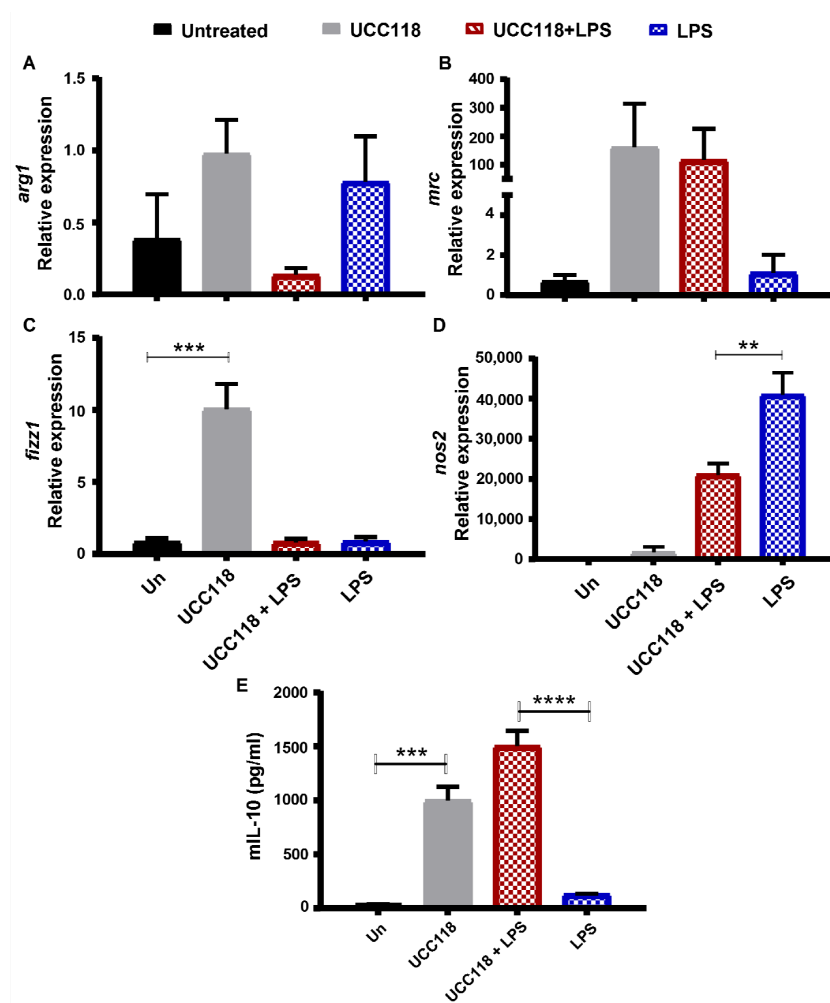 Untreated UCC118 UCC118+LPS LPS
A
arg1
Relative expression
1.5
1.0
0.5
0.0
B
mrc
Relative expression
400
300
200
100
4
2
0
C
fizz1
Relative expression
15
10
5
0
***
Un
UCC118
UCC118 + LPS
LPS
D
nos2
Relative expression
50,000
40,000
30,000
20,000
10,000
0
**
Un
UCC118
UCC118 + LPS
LPS
E
mIL-10 (pg/ml)
2000
1500
1000
500
0
***
****
Un
UCC118
UCC118 + LPS
LPS